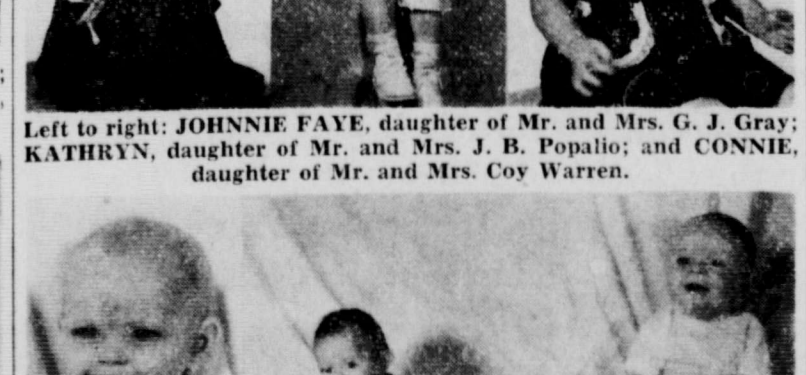 Left to right: JOHNNIE FAYE, daughter of Mr. and Mrs. G. J. Gray;
KATHRYN, daughter of Mr. and Mrs. J. B. Popalio; and CONNIE,
daughter of Mr. and Mrs. Coy Warren.